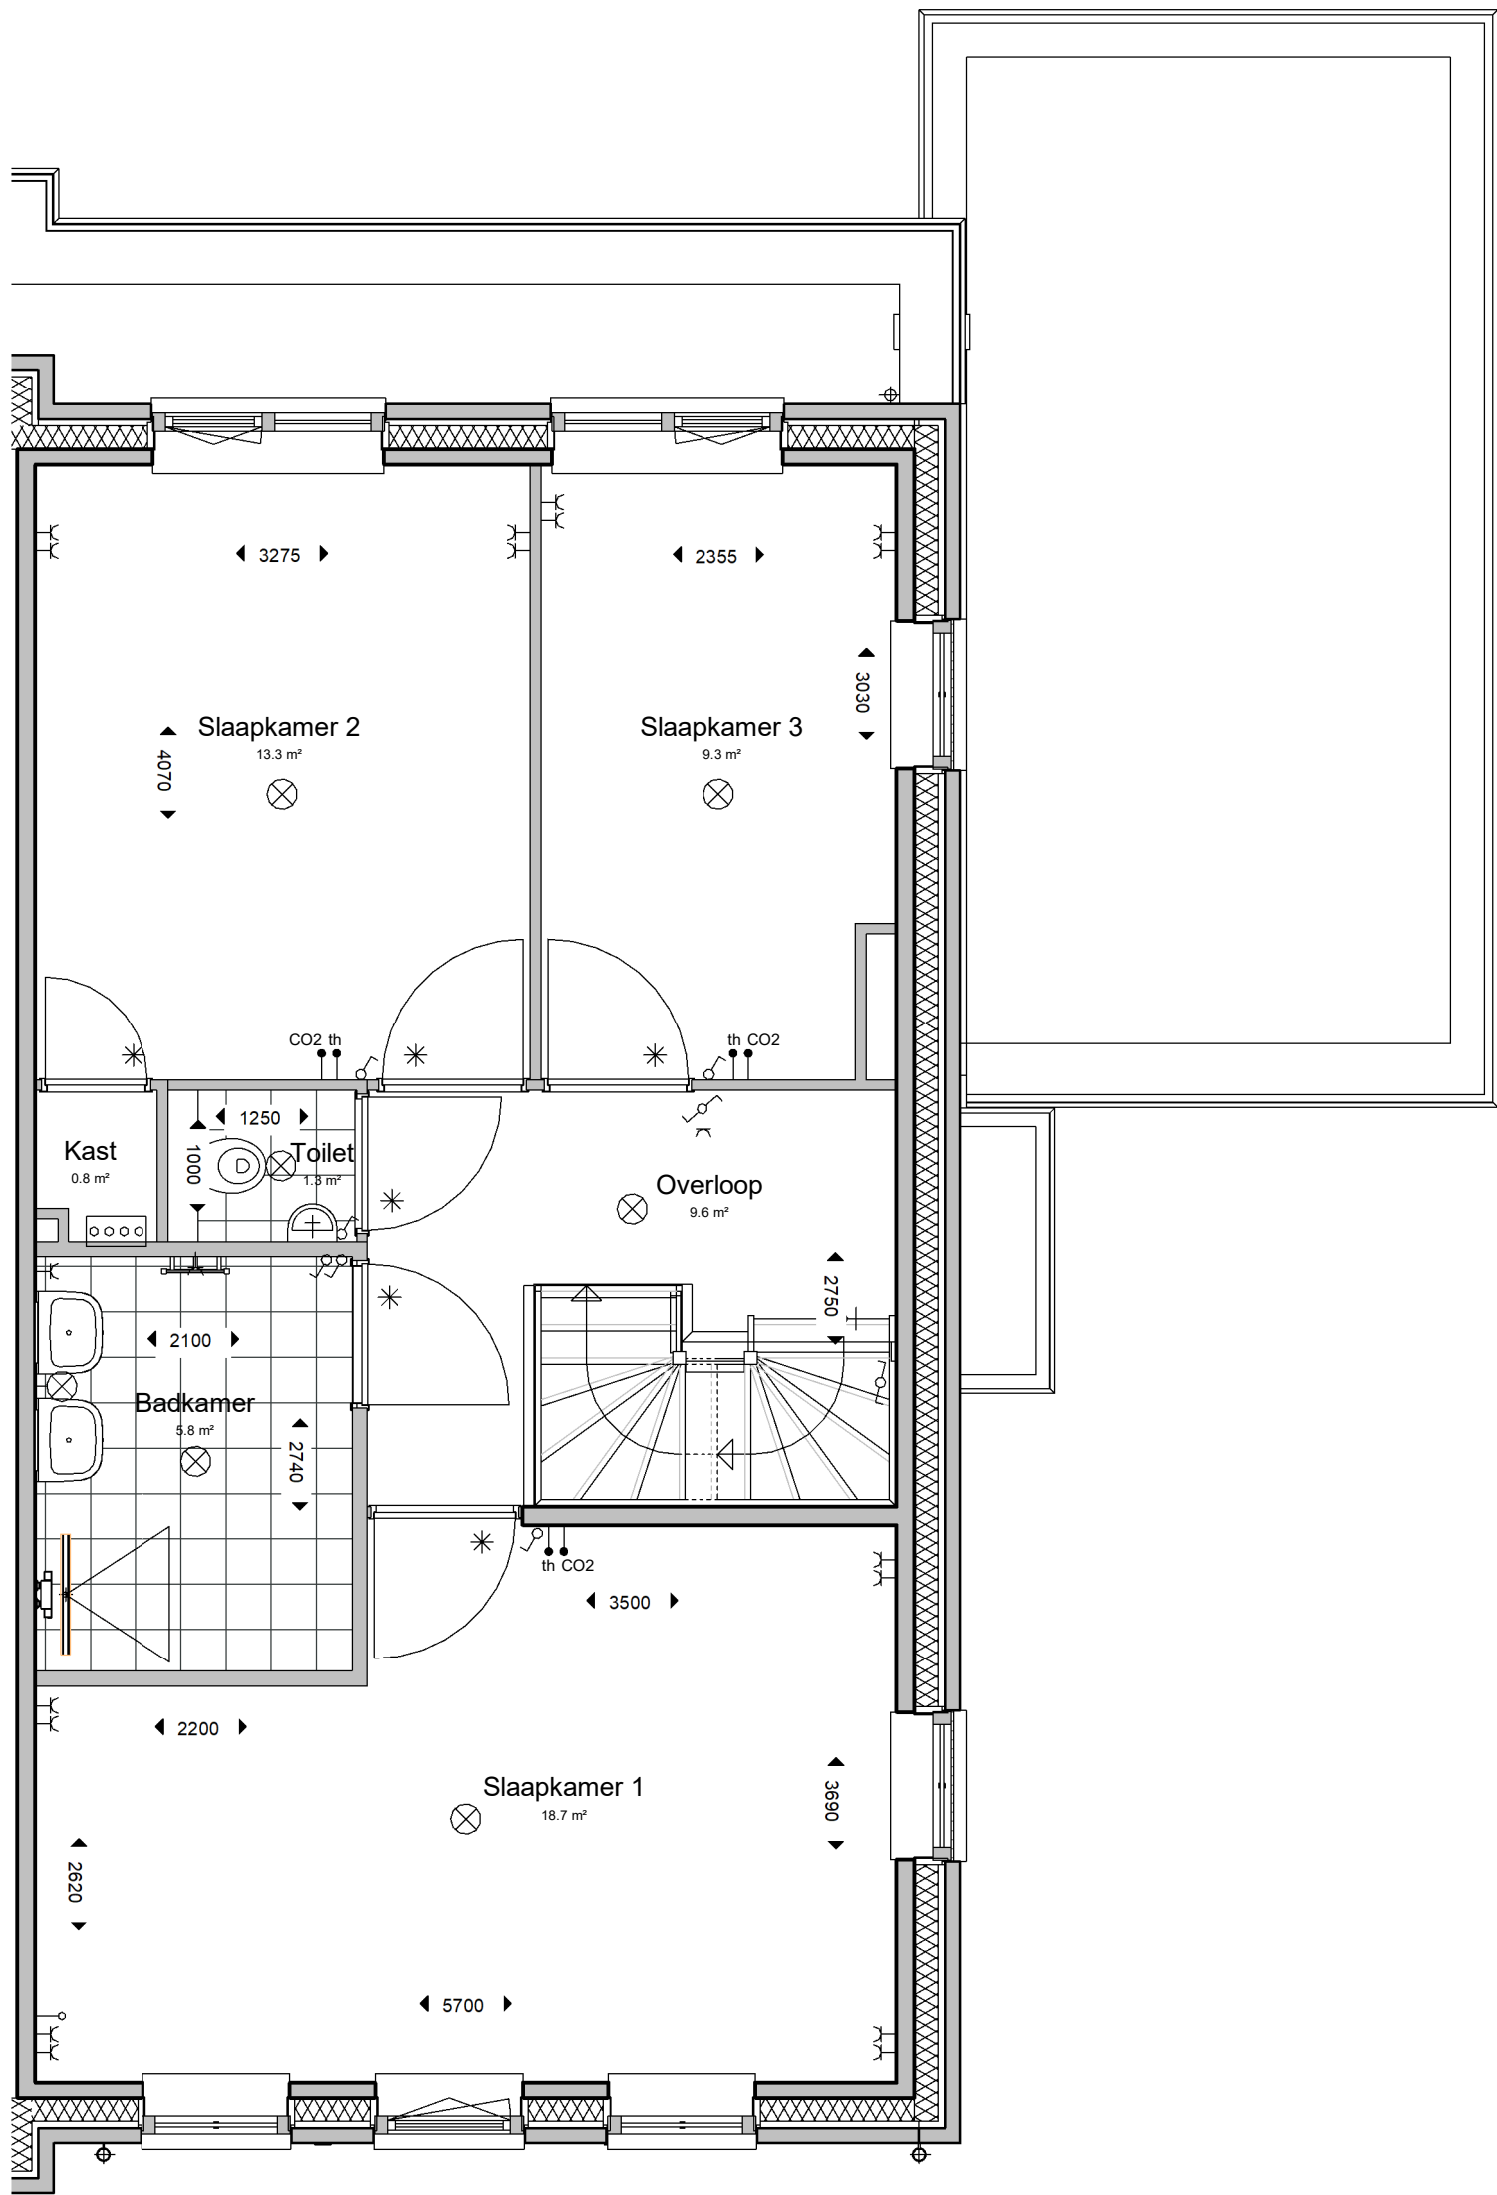 3275
2355
3030
Slaapkamer 2
13.3 m²
Slaapkamer 3
9.3 m²
4070
CO2 th
th CO2
1250
Kast
0.8 m²
1000
Toilet
1.3 m²
Overloop
9.6 m²
2750
2100
Badkamer
5.8 m²
2740
th CO2
3500
2200
Slaapkamer 1
18.7 m²
3690
2620
5700